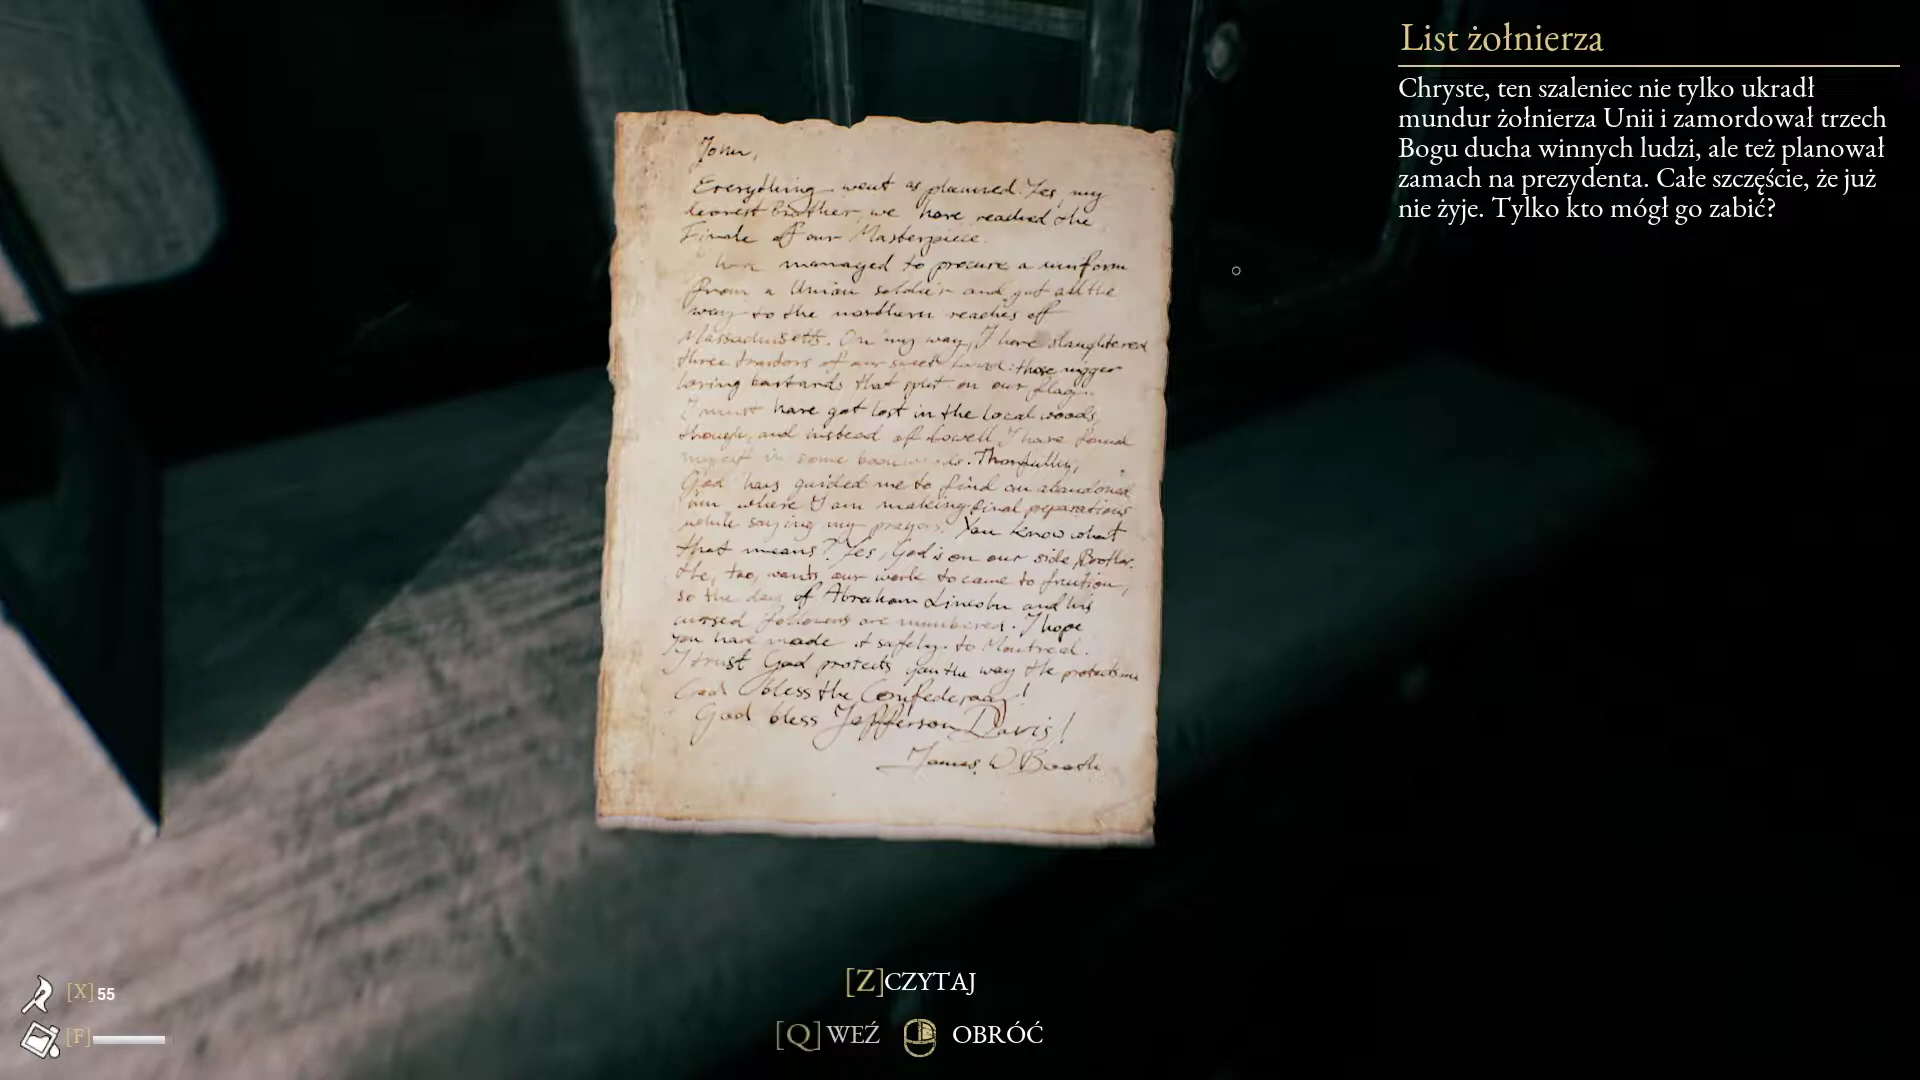 List żołnierza
Chryste, ten szaleniec nie tylko ukradł
mundur żołnierza Unii i zamordował trzech
Bogu ducha winnych ludzi, ale też planował
zamach na prezydenta. Całe szczęście, że już
nie żyje. Tylko kto mógł go zabić?
John,
Everything went as planned. Yes, my
dearest Brother, we have reached the
Finale of our Masterpiece.
have managed to procure a uniform
from a Union soldier and got all the
way to the northern reaches of
Massachusetts. On my way, I have slaughtered
three traitors of our sweet land: those nigger
loving bastards that spit on our flag.
I must have got lost in the local woods,
though, and instead of Lowell I have found
myself in some backwoods. Thankfully,
God has guided me to find an abandoned
inn where I am making final preparations
while saying my prayers. You know what
that means? Yes, God is on our side Brother.
He, too, wants our work to come to fruition,
so the days of Abraham Lincoln and his
cursed followers are numbered. I hope
you have made it safely to Montreal.
I trust God protects you the way He protects me
God bless the Confederacy!
God bless Jefferson Davis!
James W. Booth
[Z]CZYTAJ
[Q] WEŹ OBRÓĆ
[X] 55
[F]